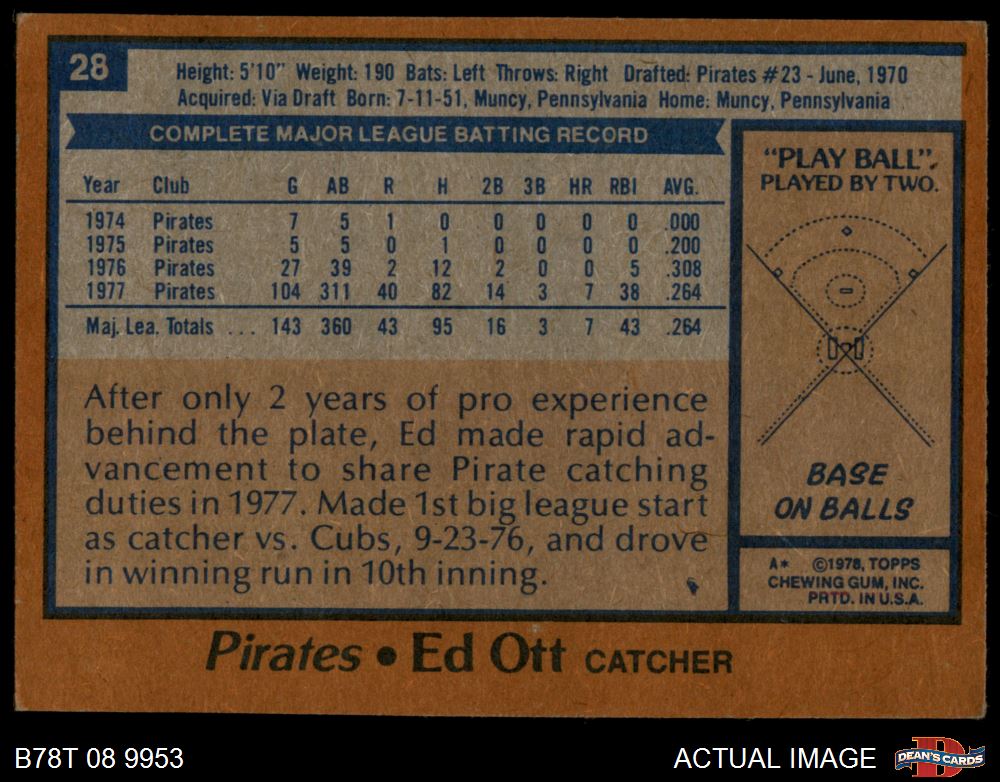 28
Height: 5'10" Weight: 190 Bats: Left Throws: Right Drafted: Pirates #23 - June, 1970
Acquired: Via Draft Born: 7-11-51, Muncy, Pennsylvania Home: Muncy, Pennsylvania
COMPLETE MAJOR LEAGUE BATTING RECORD
Year Club G AB R H 2B 3B HR RBI AVG.
1974 Pirates 7 5 1 0 0 0 0 0 .000
1975 Pirates 5 5 0 1 0 0 0 0 .200
1976 Pirates 27 39 2 12 2 0 0 5 .308
1977 Pirates 104 311 40 82 14 3 7 38 .264
Maj. Lea. Totals ... 143 360 43 95 16 3 7 43 .264
After only 2 years of pro experience
behind the plate, Ed made rapid ad-
vancement to share Pirate catching
duties in 1977. Made 1st big league start
as catcher vs. Cubs, 9-23-76, and drove
in winning run in 10th inning.
"PLAY BALL".
PLAYED BY TWO.
BASE
ON BALLS
A* ©1978, TOPPS
CHEWING GUM, INC.
PRTD. IN U.S.A.
Pirates • Ed Ott CATCHER
B78T 08 9953
ACTUAL IMAGE
D
DEAN'S CARDS